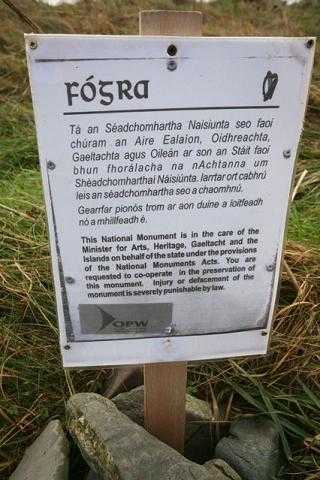 FÓGRA
Tá an Séadchomhartha Naisiunta seo faoi
chúram an Aire Ealaíon, Oidhreachta,
Gaeltachta agus Oileán ar son an Stáit faoi
bhun fhorálacha na nAchtanna um
Shéadchomharthaí Náisiúnta. Iarrtar ort cabhrú
leis an séadchomhartha seo a chaomhnú.
Gearrfar pionós trom ar aon duine a loitfeadh
nó a mhillfeadh é.
This National Monument is in the care of the
Minister for Arts, Heritage, Gaeltacht and the
Islands on behalf of the state under the provisions
of the National Monuments Acts. You are
requested to co-operate in the preservation of
this monument. Injury or defacement of the
monument is severely punishable by law.
OPW